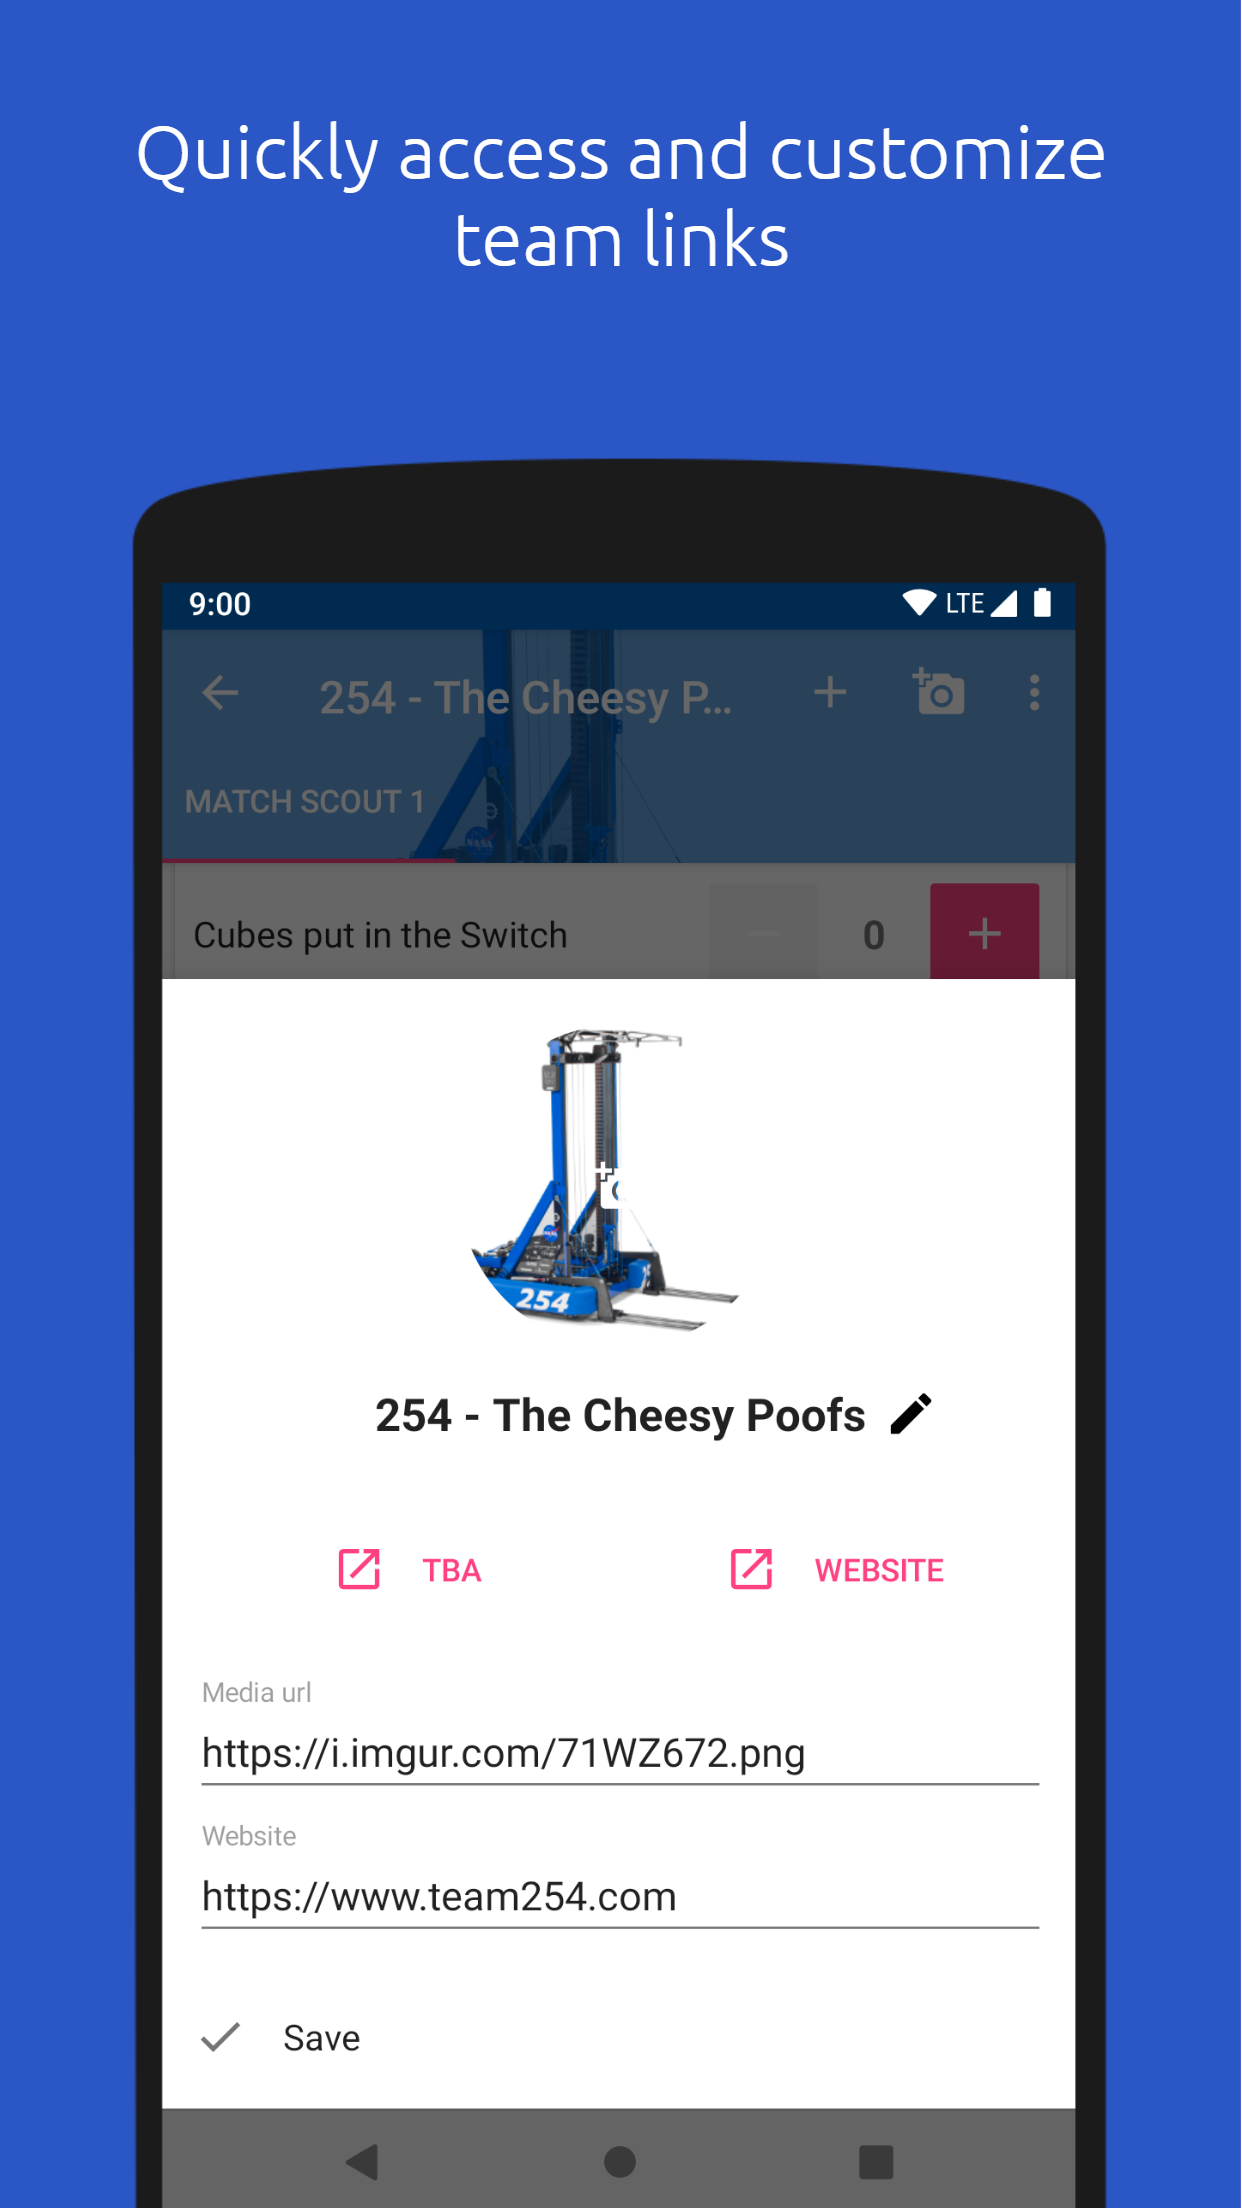 Quickly access and customize
team links
9:00
LTE
254 - The Cheesy P...
MATCH SCOUT 1
NASA
Cubes put in the Switch
0
NASA
254
254 - The Cheesy Poofs
TBA
WEBSITE
Media url
https://i.imgur.com/71WZ672.png
Website
https://www.team254.com
Save